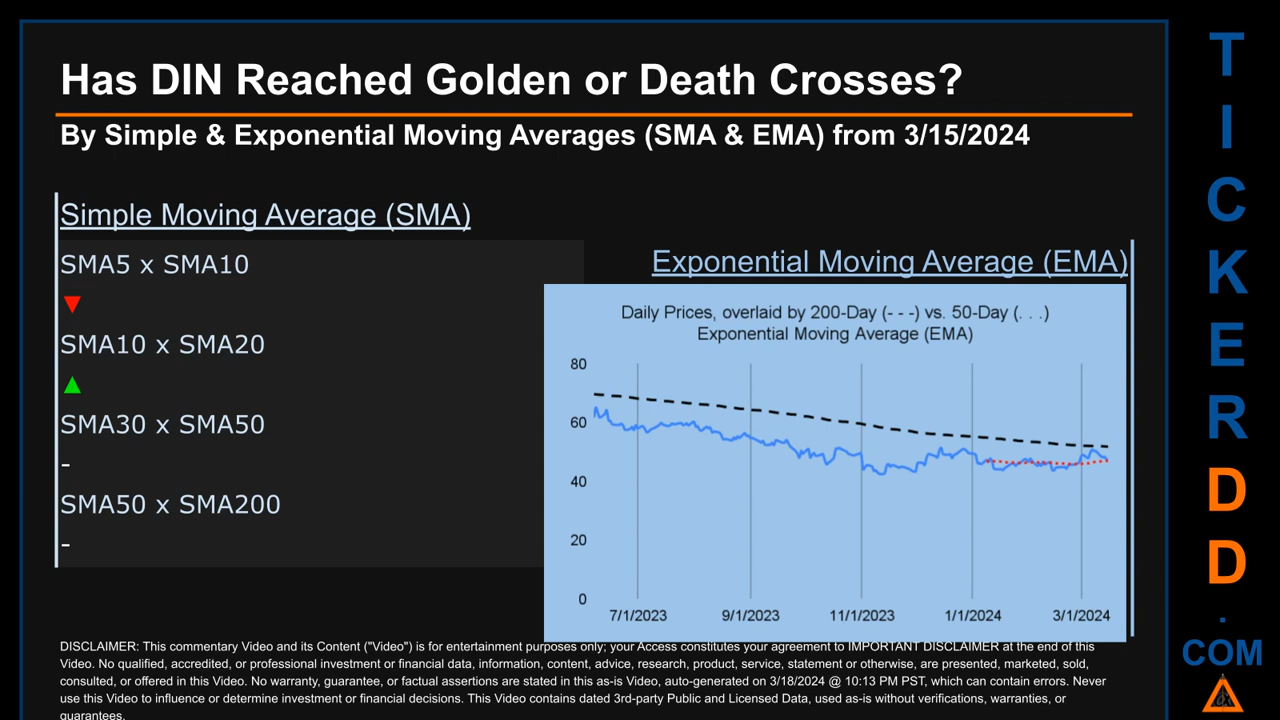 Has DIN Reached Golden or Death Crosses?
By Simple & Exponential Moving Averages (SMA & EMA) from 3/15/2024
Simple Moving Average (SMA)
SMA5 x SMA10
▼
SMA10 x SMA20
▲
SMA30 x SMA50
-
SMA50 x SMA200
-
Exponential Moving Average (EMA)
Daily Prices, overlaid by 200-Day (- - -) vs. 50-Day (. . .)
Exponential Moving Average (EMA)
80
60
40
20
0
7/1/2023 9/1/2023 11/1/2023 1/1/2024 3/1/2024
DISCLAIMER: This commentary Video and its Content ("Video") is for entertainment purposes only; your Access constitutes your agreement to IMPORTANT DISCLAIMER at the end of this
Video. No qualified, accredited, or professional investment or financial data, information, content, advice, research, product, service, statement or otherwise, are presented, marketed, sold,
consulted, or offered in this Video. No warranty, guarantee, or factual assertions are stated in this as-is Video, auto-generated on 3/18/2024 @ 10:13 PM PST, which can contain errors. Never
use this Video to influence or determine investment or financial decisions. This Video contains dated 3rd-party Public and Licensed Data, used as-is without verifications, warranties, or
guarantees.
T
I
C
K
E
R
D
D
.
COM